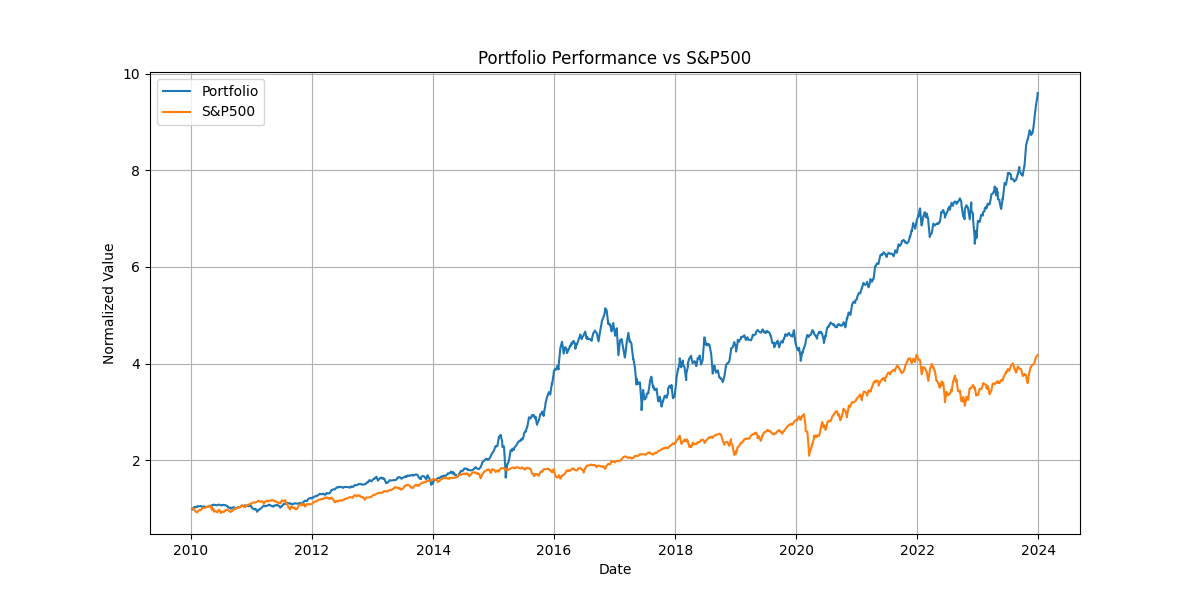 Portfolio Performance vs S&P500
Portfolio
S&P500
10
8
6
4
2
Normalized Value
2010 2012 2014 2016 2018 2020 2022 2024
Date